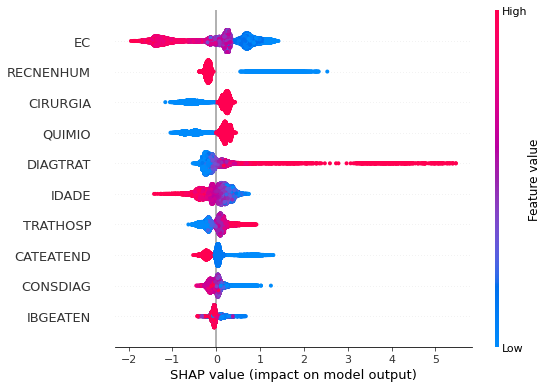 High
EC
RECNENHUM
CIRURGIA
QUIMIO
DIAGTRAT
IDADE
TRATHOSP
CATEATEND
CONSDIAG
IBGEATEN
Feature value
Low
−2 −1 0 1 2 3 4 5
SHAP value (impact on model output)